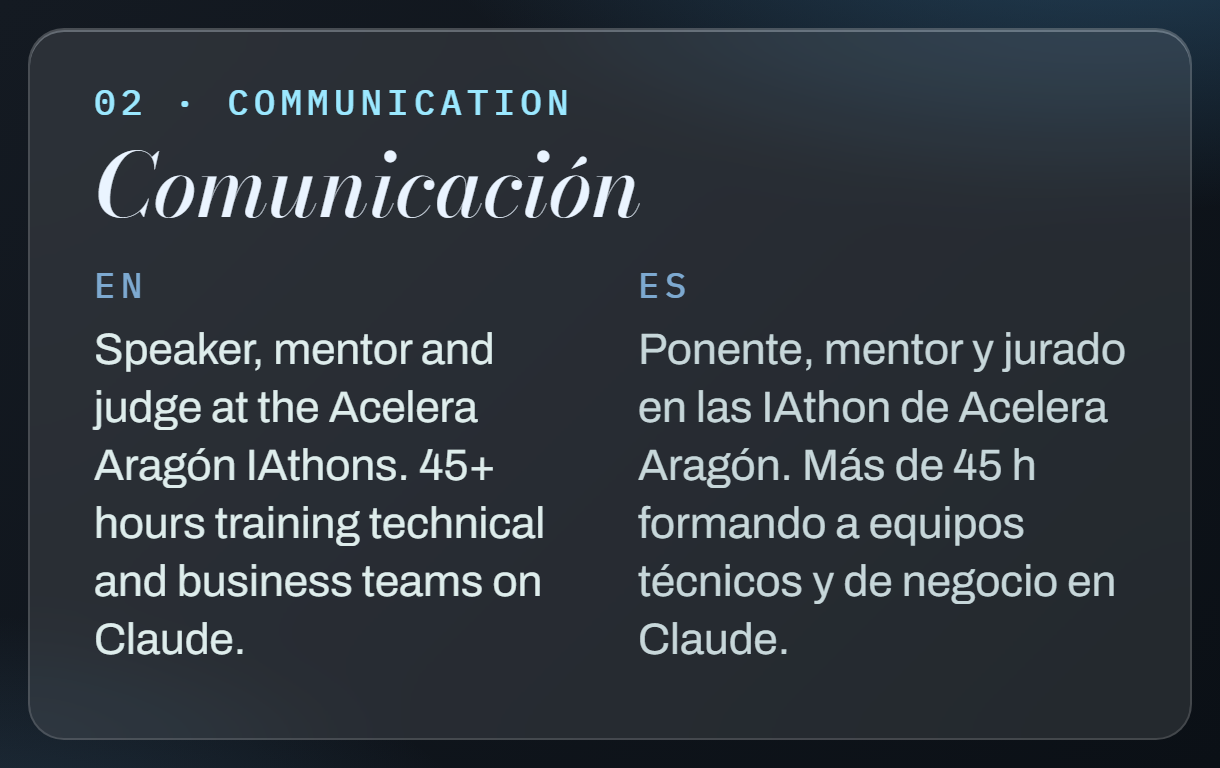 02 · COMMUNICATION
Comunicación
EN
Speaker, mentor and
judge at the Acelera
Aragón IAthons. 45+
hours training technical
and business teams on
Claude.
ES
Ponente, mentor y jurado
en las IAthon de Acelera
Aragón. Más de 45 h
formando a equipos
técnicos y de negocio en
Claude.